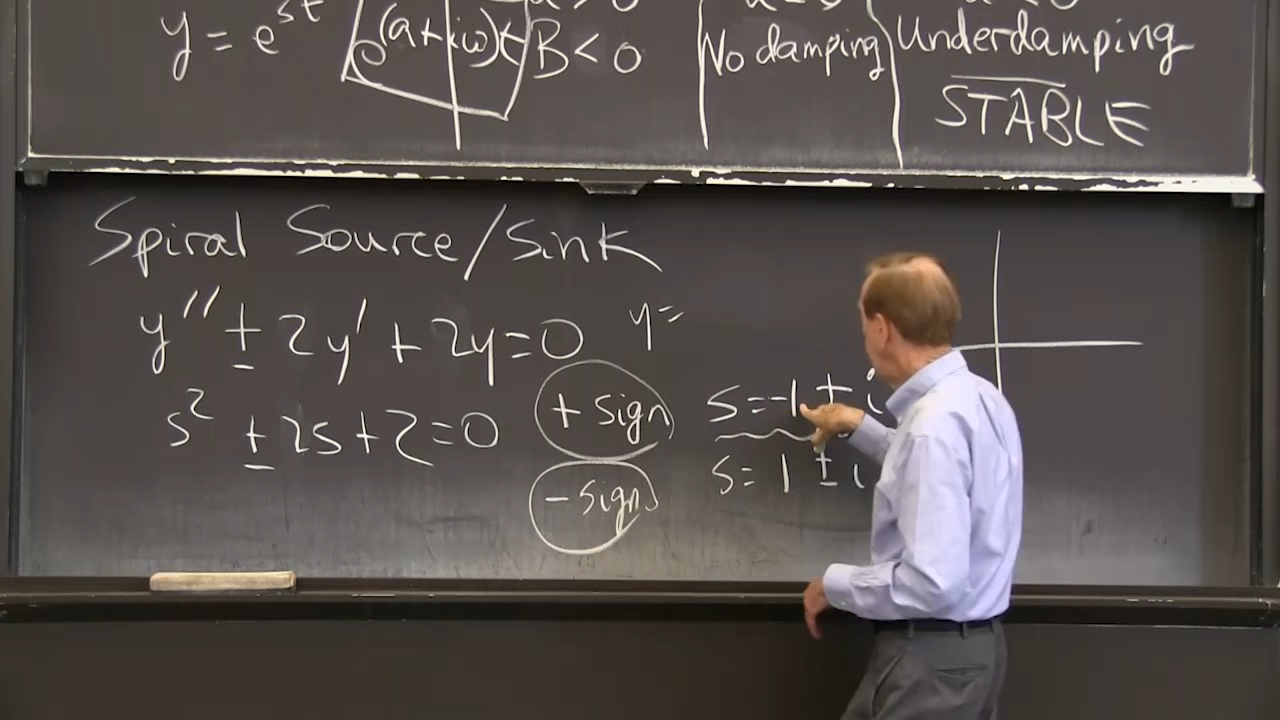 y = e^{st} e^{(a+iω)t} B < 0 No damping Underdamping
STABLE
Spiral Source/Sink
y'' ± 2y' + 2y = 0 y =
s² ± 2s + 2 = 0 + sign s = -1 ± i
- sign s = 1 ± i